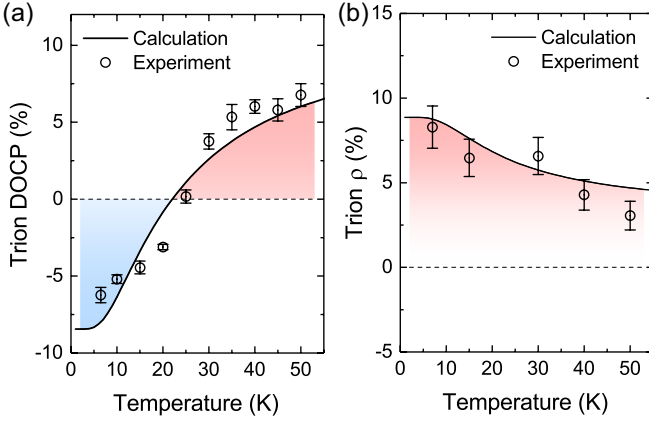 (a)
Calculation
Experiment
Trion DOCP (%)
10
5
0
-5
-10
0
10
20
30
40
50
Temperature (K)
(b)
Calculation
Experiment
Trion ρ (%)
15
10
5
0
-5
0
10
20
30
40
50
Temperature (K)